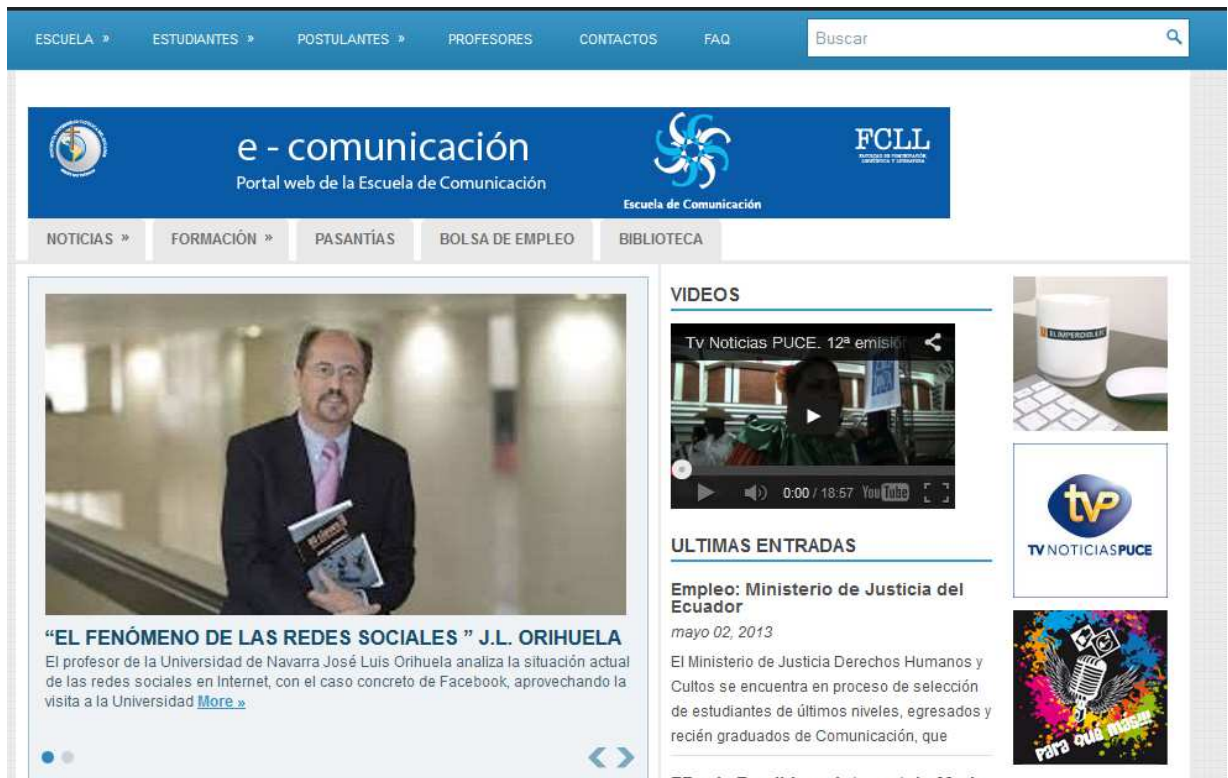 ESCUELA »
ESTUDIANTES »
POSTULANTES »
PROFESORES
CONTACTOS
FAQ
Buscar
e - comunicación
Portal web de la Escuela de Comunicación
Escuela de Comunicación
FCLL
NOTICIAS »
FORMACIÓN »
PASANTÍAS
BOLSA DE EMPLEO
BIBLIOTECA
“EL FENÓMENO DE LAS REDES SOCIALES ” J.L. ORIHUELA
El profesor de la Universidad de Navarra José Luis Orihuela analiza la situación actual
de las redes sociales en Internet, con el caso concreto de Facebook, aprovechando la
visita a la Universidad More »
VIDEOS
Tv Noticias PUCE. 12ª emisión
0:00 / 18:57 YouTube
ULTIMAS ENTRADAS
Empleo: Ministerio de Justicia del
Ecuador
mayo 02, 2013
El Ministerio de Justicia Derechos Humanos y
Cultos se encuentra en proceso de selección
de estudiantes de últimos niveles, egresados y
recién graduados de Comunicación, que
tvp
TV NOTICIASPUCE
Para qué más!!!